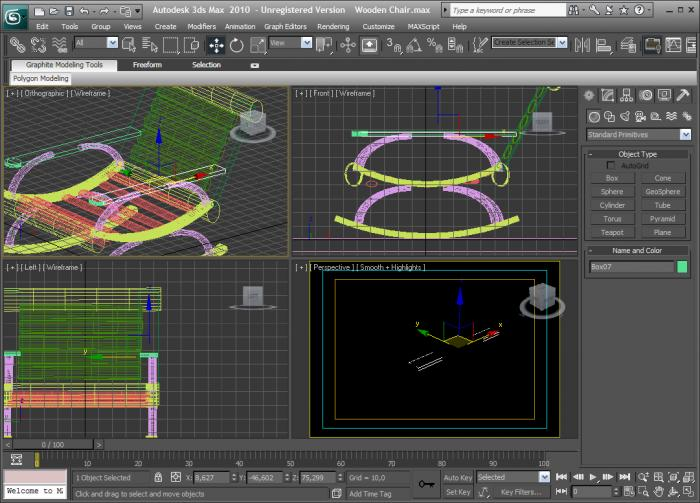 Autodesk 3ds Max 2010 - Unregistered Version Wooden Chair.max
Type a keyword or phrase
Edit Tools Group Views Create Modifiers Animation Graph Editors Rendering Customize MAXScript Help
All View Create Selection Se
Graphite Modeling Tools Freeform Selection
Polygon Modeling
[ + ] [ Orthographic ] [ Wireframe ]
[ + ] [ Front ] [ Wireframe ]
Standard Primitives
- Object Type
AutoGrid
Box Cone
Sphere GeoSphere
Cylinder Tube
Torus Pyramid
Teapot Plane
- Name and Color
Box07
[ + ] [ Left ] [ Wireframe ]
[ + ] [ Perspective ] [ Smooth + Highlights ]
y
y x
< 0 / 100 >
0 10 20 30 40 50 60 70 80 90 100
1 Object Selected X: 8,627 Y: -46,602 Z: 75,299 Grid = 10,0 Auto Key Selected
Welcome to M Click and drag to select and move objects Add Time Tag Set Key Key Filters... 0